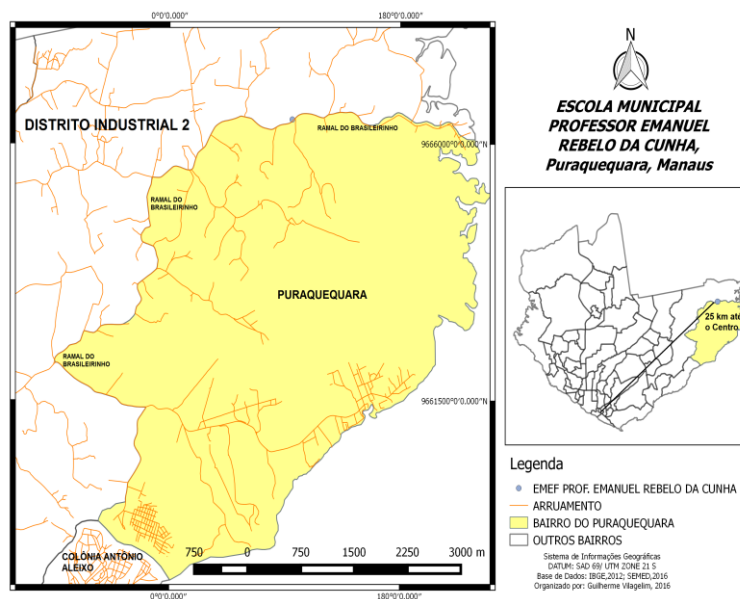 0°0'0.000"
180°0'0.000"
N
DISTRITO INDUSTRIAL 2
RAMAL DO BRASILEIRINHO
9666000°0'0.000"N
RAMAL DO
BRASILEIRINHO
PURAQUEQUARA
RAMAL DO
BRASILEIRINHO
9661500°0'0.000"N
COLÔNIA ANTÔNIO
ALEIXO
750 0 750 1500 2250 3000 m
0°0'0.000"
180°0'0.000"
ESCOLA MUNICIPAL
PROFESSOR EMANUEL
REBELO DA CUNHA,
Puraquequara, Manaus
25 km até
o Centro.
Legenda
EMEF PROF. EMANUEL REBELO DA CUNHA
ARRUAMENTO
BAIRRO DO PURAQUEQUARA
OUTROS BAIRROS
Sistema de Informações Geográficas
DATUM: SAD 69/ UTM ZONE 21 S
Base de Dados: IBGE,2012; SEMED,2016
Organizado por: Guilherme Vilagelim, 2016